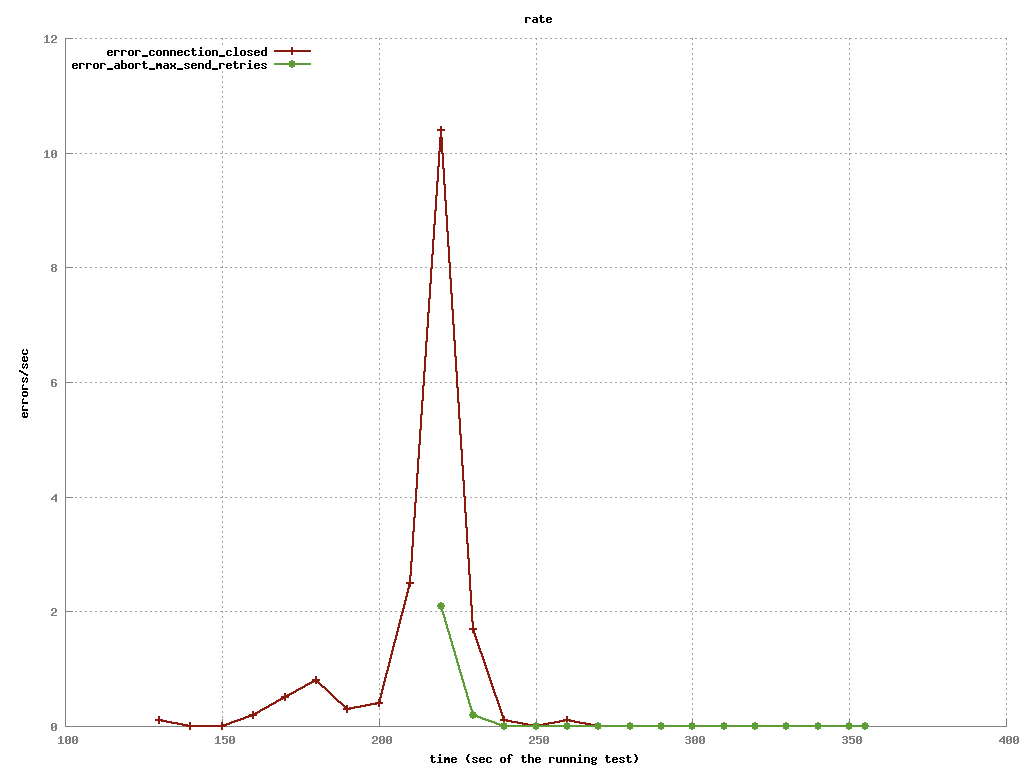 rate
error_connection_closed
error_abort_max_send_retries
12
10
8
6
4
2
0
errors/sec
100 150 200 250 300 350 400
time (sec of the running test)